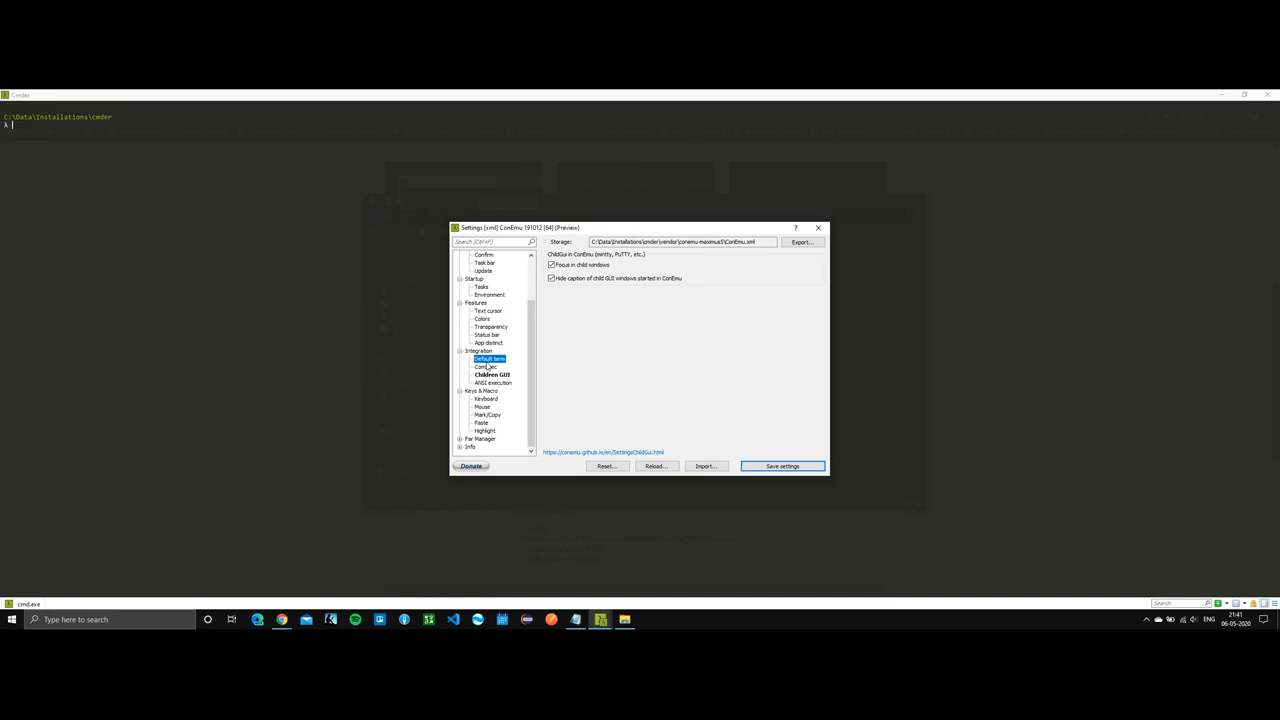 Cmder
C:\Data\Installations\cmder
λ
Settings [xml] ConEmu 191012 [64] {Preview}
Search (Ctrl+F)
Storage:
C:\Data\Installations\cmder\vendor\conemu-maximus5\ConEmu.xml
Export...
Confirm
Task bar
Update
Startup
Tasks
Environment
Features
Text cursor
Colors
Transparency
Status bar
App distinct
Integration
Default term
Children GUI
ANSI execution
Keys & Macro
Keyboard
Mouse
Mark/Copy
Paste
Highlight
Far Manager
Info
ChildGui in ConEmu (mintty, PuTTY, etc.)
Focus in child windows
Hide caption of child GUI windows started in ConEmu
https://conemu.github.io/en/SettingsChildGui.html
Donate
Reset...
Reload...
Import...
Save settings
cmd.exe
Search
Type here to search
ENG
21:41
06-05-2020